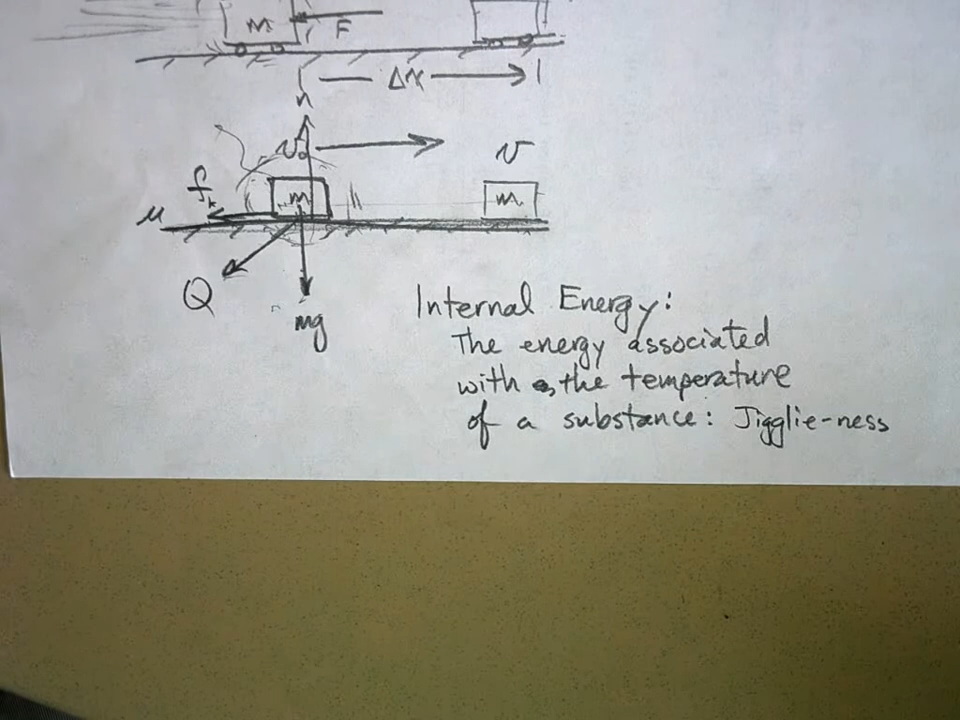 m F
Δx
n
v₀ v
fₖ m m
μ
Q
mg
Internal Energy:
The energy associated
with the temperature
of a substance: Jigglie-ness